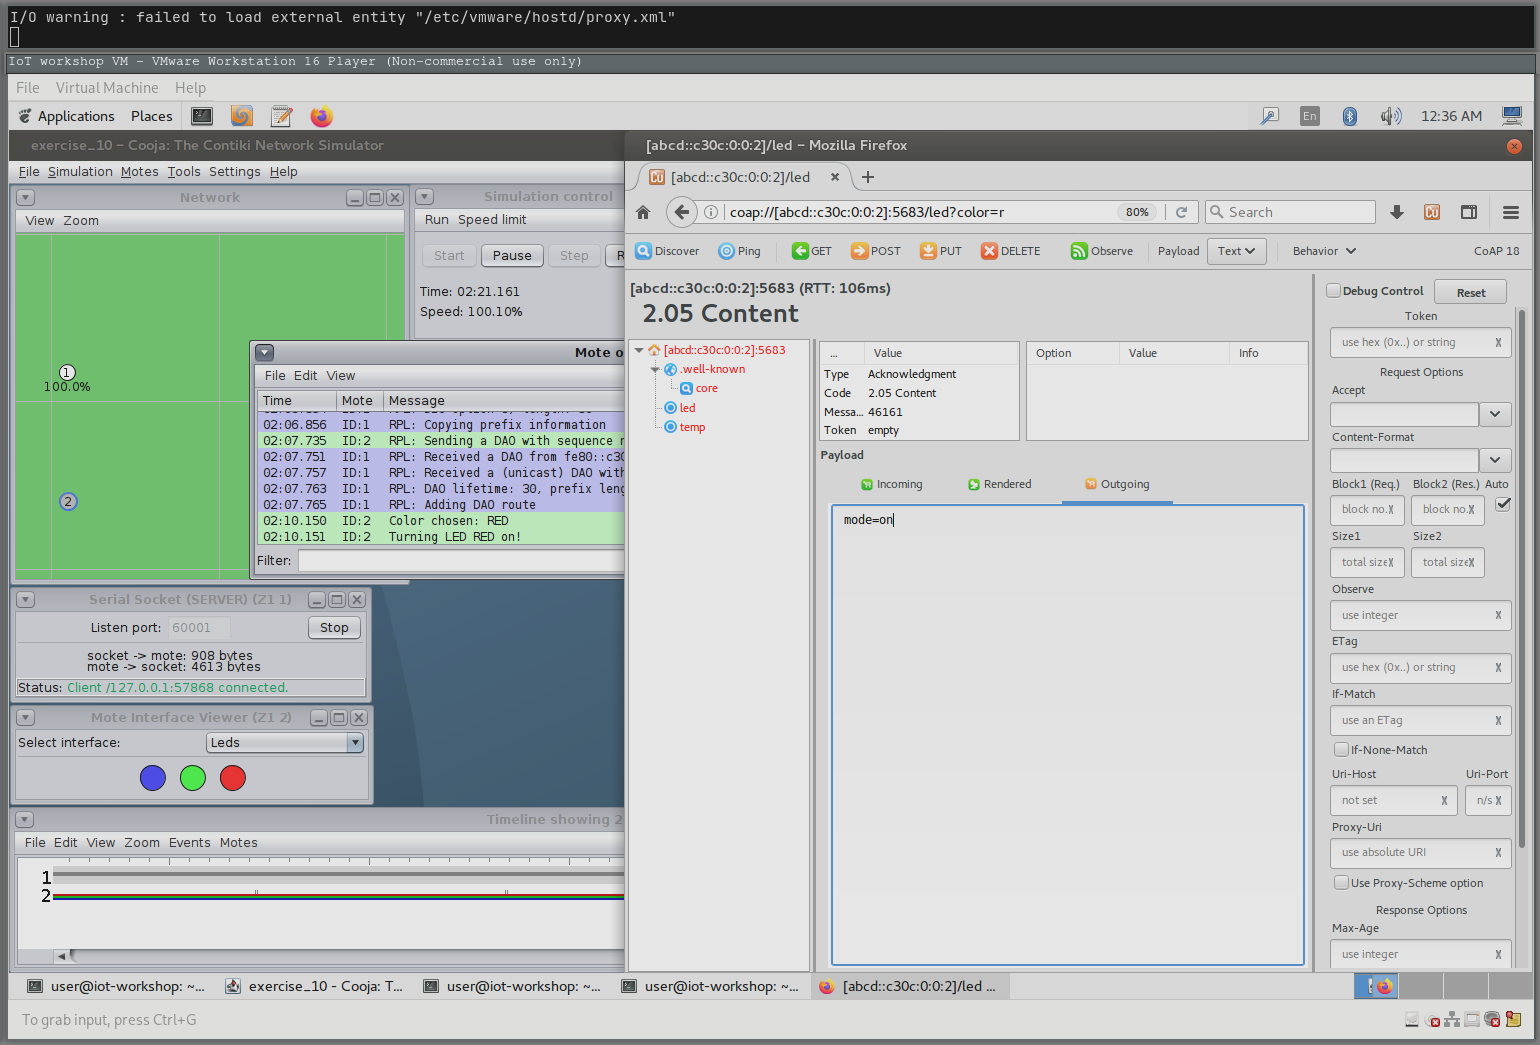 I/O warning : failed to load external entity "/etc/vmware/hostd/proxy.xml"
IoT workshop VM - VMware Workstation 16 Player (Non-commercial use only)
File Virtual Machine Help
Applications Places En 12:36 AM
exercise_10 – Cooja: The Contiki Network Simulator
File Simulation Motes Tools Settings Help
Network
View Zoom
1
100.0%
2
Simulation control
Run Speed limit
Start Pause Step R
Time: 02:21.161
Speed: 100.10%
Mote o
File Edit View
Time Mote Message
02:06.856 ID:1 RPL: Copying prefix information
02:07.735 ID:2 RPL: Sending a DAO with sequence
02:07.751 ID:1 RPL: Received a DAO from fe80::c30
02:07.757 ID:1 RPL: Received a (unicast) DAO with
02:07.763 ID:1 RPL: DAO lifetime: 30, prefix leng
02:07.765 ID:1 RPL: Adding DAO route
02:10.150 ID:2 Color chosen: RED
02:10.151 ID:2 Turning LED RED on!
Filter:
Serial Socket (SERVER) (Z1 1)
Listen port: 60001 Stop
socket -> mote: 908 bytes
mote -> socket: 4613 bytes
Status: Client /127.0.0.1:57868 connected.
Mote Interface Viewer (Z1 2)
Select interface: Leds
Timeline showing 2
File Edit View Zoom Events Motes
1
2
[abcd::c30c:0:0:2]/led – Mozilla Firefox
Cu [abcd::c30c:0:0:2]/led × +
coap://[abcd::c30c:0:0:2]:5683/led?color=r 80% Search Cu
Discover Ping GET POST PUT DELETE Observe Payload Text Behavior CoAP 18
[abcd::c30c:0:0:2]:5683 (RTT: 106ms)
2.05 Content
[abcd::c30c:0:0:2]:5683
.well-known
core
led
temp
... Value
Type Acknowledgment
Code 2.05 Content
Messa... 46161
Token empty
Option Value Info
Payload
Incoming Rendered Outgoing
mode=on
Debug Control Reset
Token
use hex (0x..) or string X
Request Options
Accept
Content-Format
Block1 (Req.) Block2 (Res.) Auto
block no.X block no.X
Size1 Size2
total sizeX total sizeX
Observe
use integer X
ETag
use hex (0x..) or string X
If-Match
use an ETag X
If-None-Match
Uri-Host Uri-Port
not set X n/s X
Proxy-Uri
use absolute URI X
Use Proxy-Scheme option
Response Options
Max-Age
use integer X
user@iot-workshop: ~... exercise_10 – Cooja: T... user@iot-workshop: ~... user@iot-workshop: ~... [abcd::c30c:0:0:2]/led ...
To grab input, press Ctrl+G